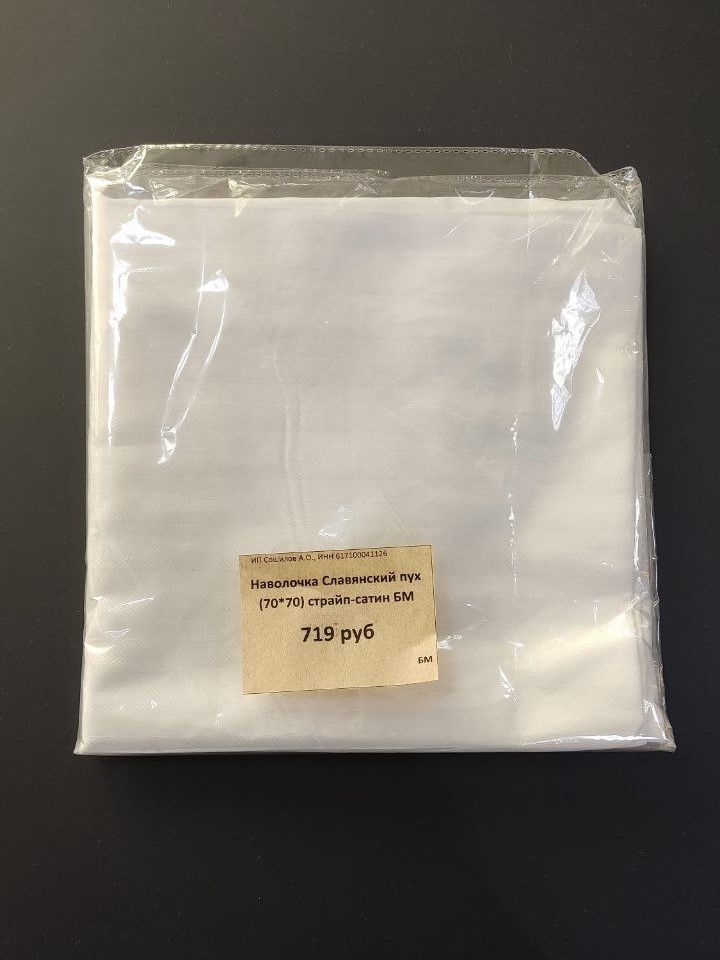 ИП Сошилов А.О., ИНН 617100041126
Наволочка Славянский пух
(70*70) страйп-сатин БМ
719 руб
БМ